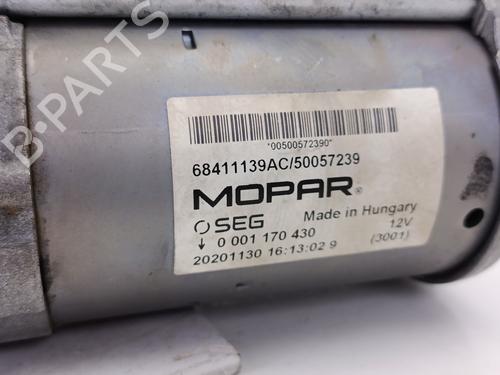 B-PARTS
*00500572390*
68411139AC/50057239
MOPAR®
SEG Made in Hungary
0 001 170 430 12V
20201130 16:13:02 9 (3001)